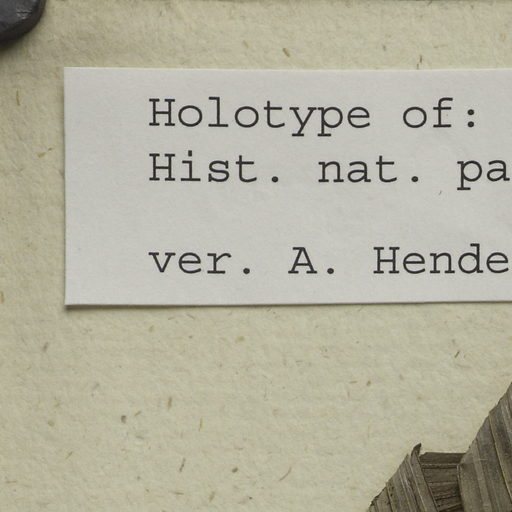 Holotype of:
Hist. nat. pa
ver. A. Hende